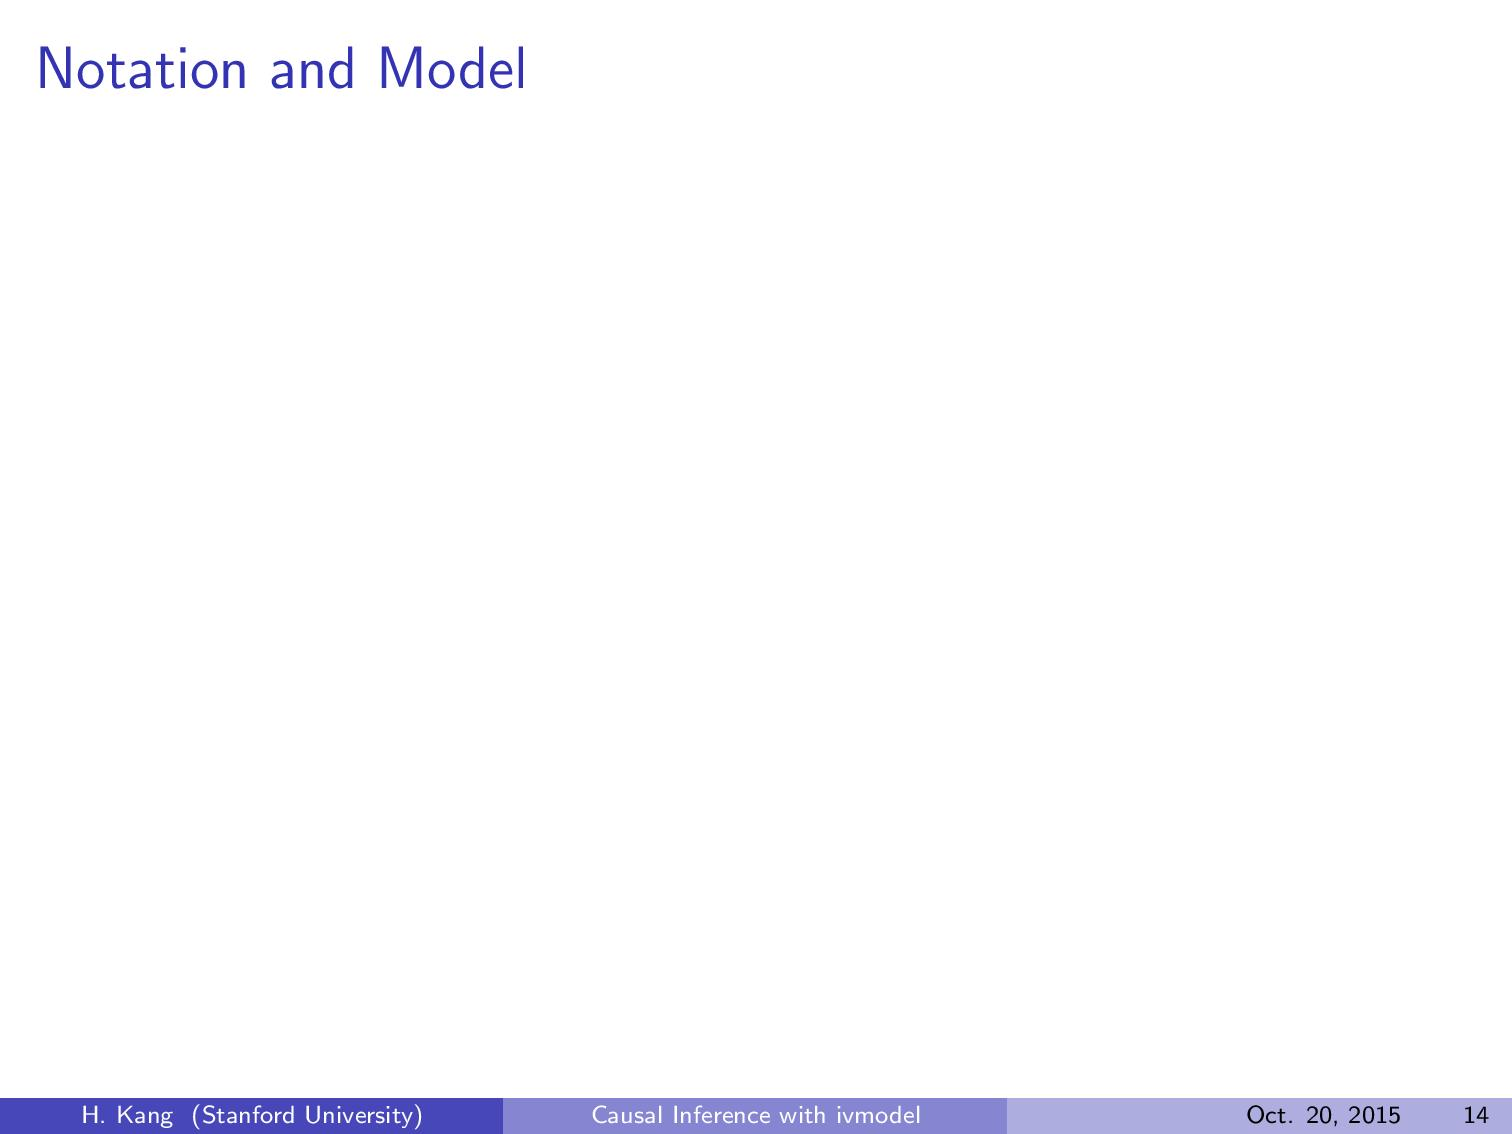 Notation and Model
H. Kang (Stanford University) Causal Inference with ivmodel Oct. 20, 2015 14